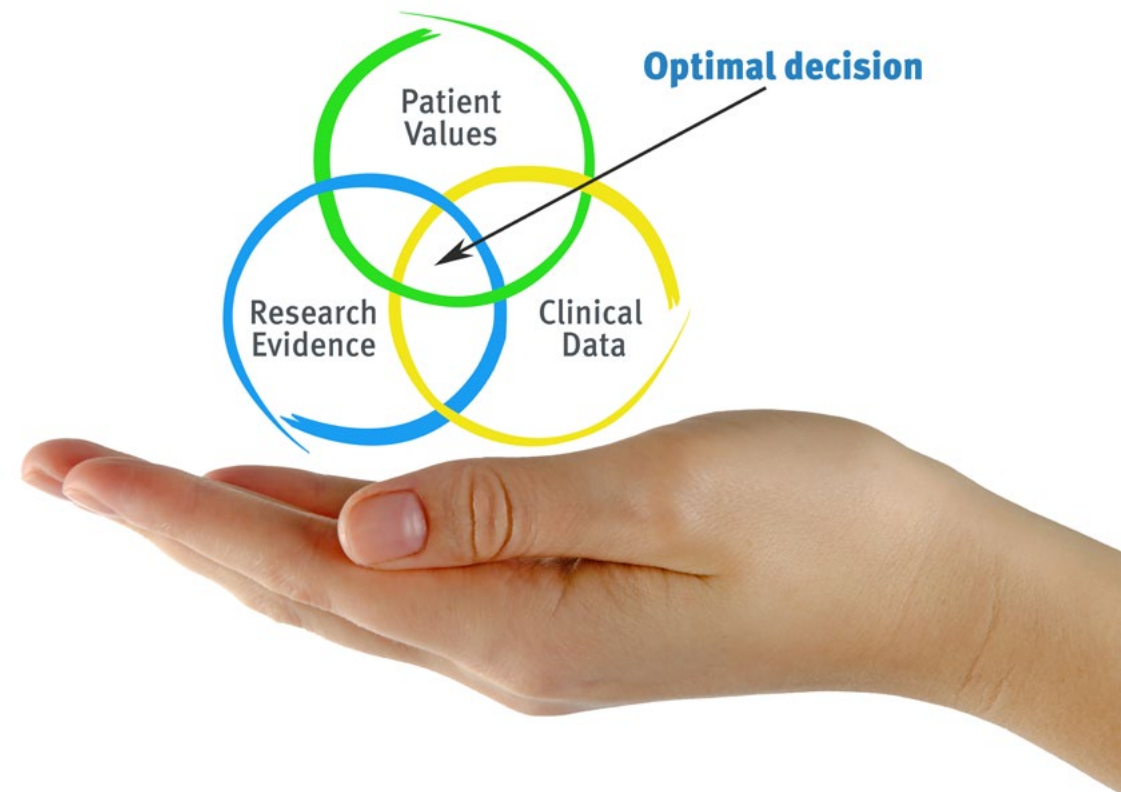 Optimal decision
Patient
Values
Research
Evidence
Clinical
Data